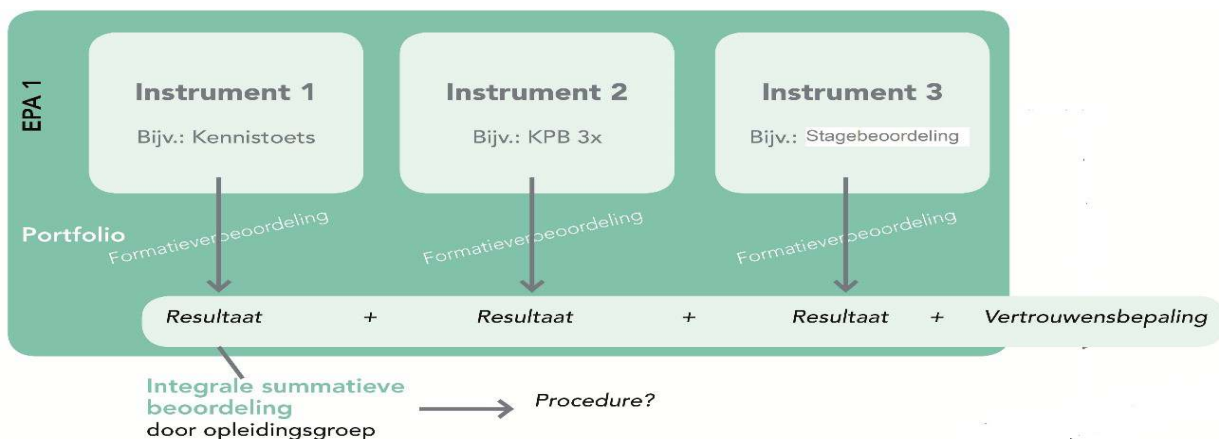 EPA 1
Instrument 1
Bijv.: Kennistoets
Instrument 2
Bijv.: KPB 3x
Instrument 3
Bijv.: Stagebeoordeling
Portfolio
Formatieve beoordeling
Formatieve beoordeling
Formatieve beoordeling
Resultaat + Resultaat + Resultaat + Vertrouwensbepaling
Integrale summatieve
beoordeling
door opleidingsgroep
Procedure?